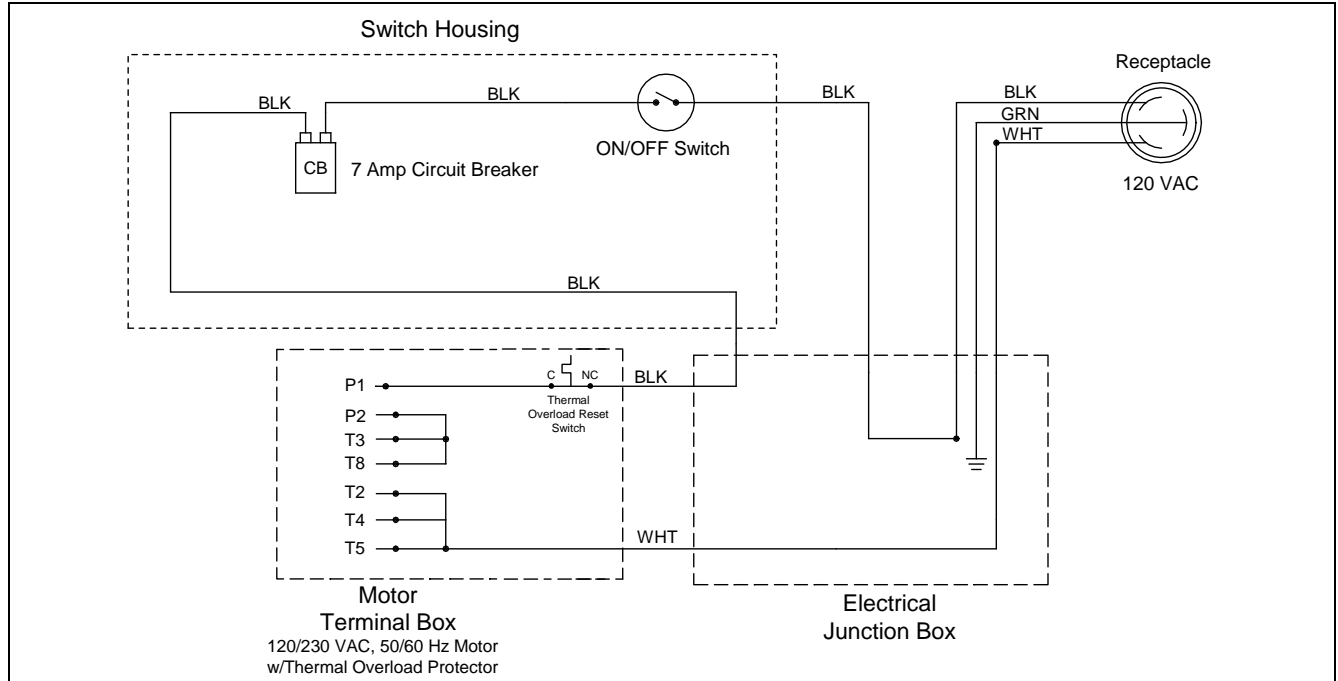 Switch Housing
BLK
BLK
BLK
CB
7 Amp Circuit Breaker
ON/OFF Switch
Receptacle
BLK
GRN
WHT
120 VAC
BLK
P1
P2
T3
T8
T2
T4
T5
C
NC
Thermal
Overload Reset
Switch
BLK
WHT
Motor
Terminal Box
120/230 VAC, 50/60 Hz Motor
w/Thermal Overload Protector
Electrical
Junction Box